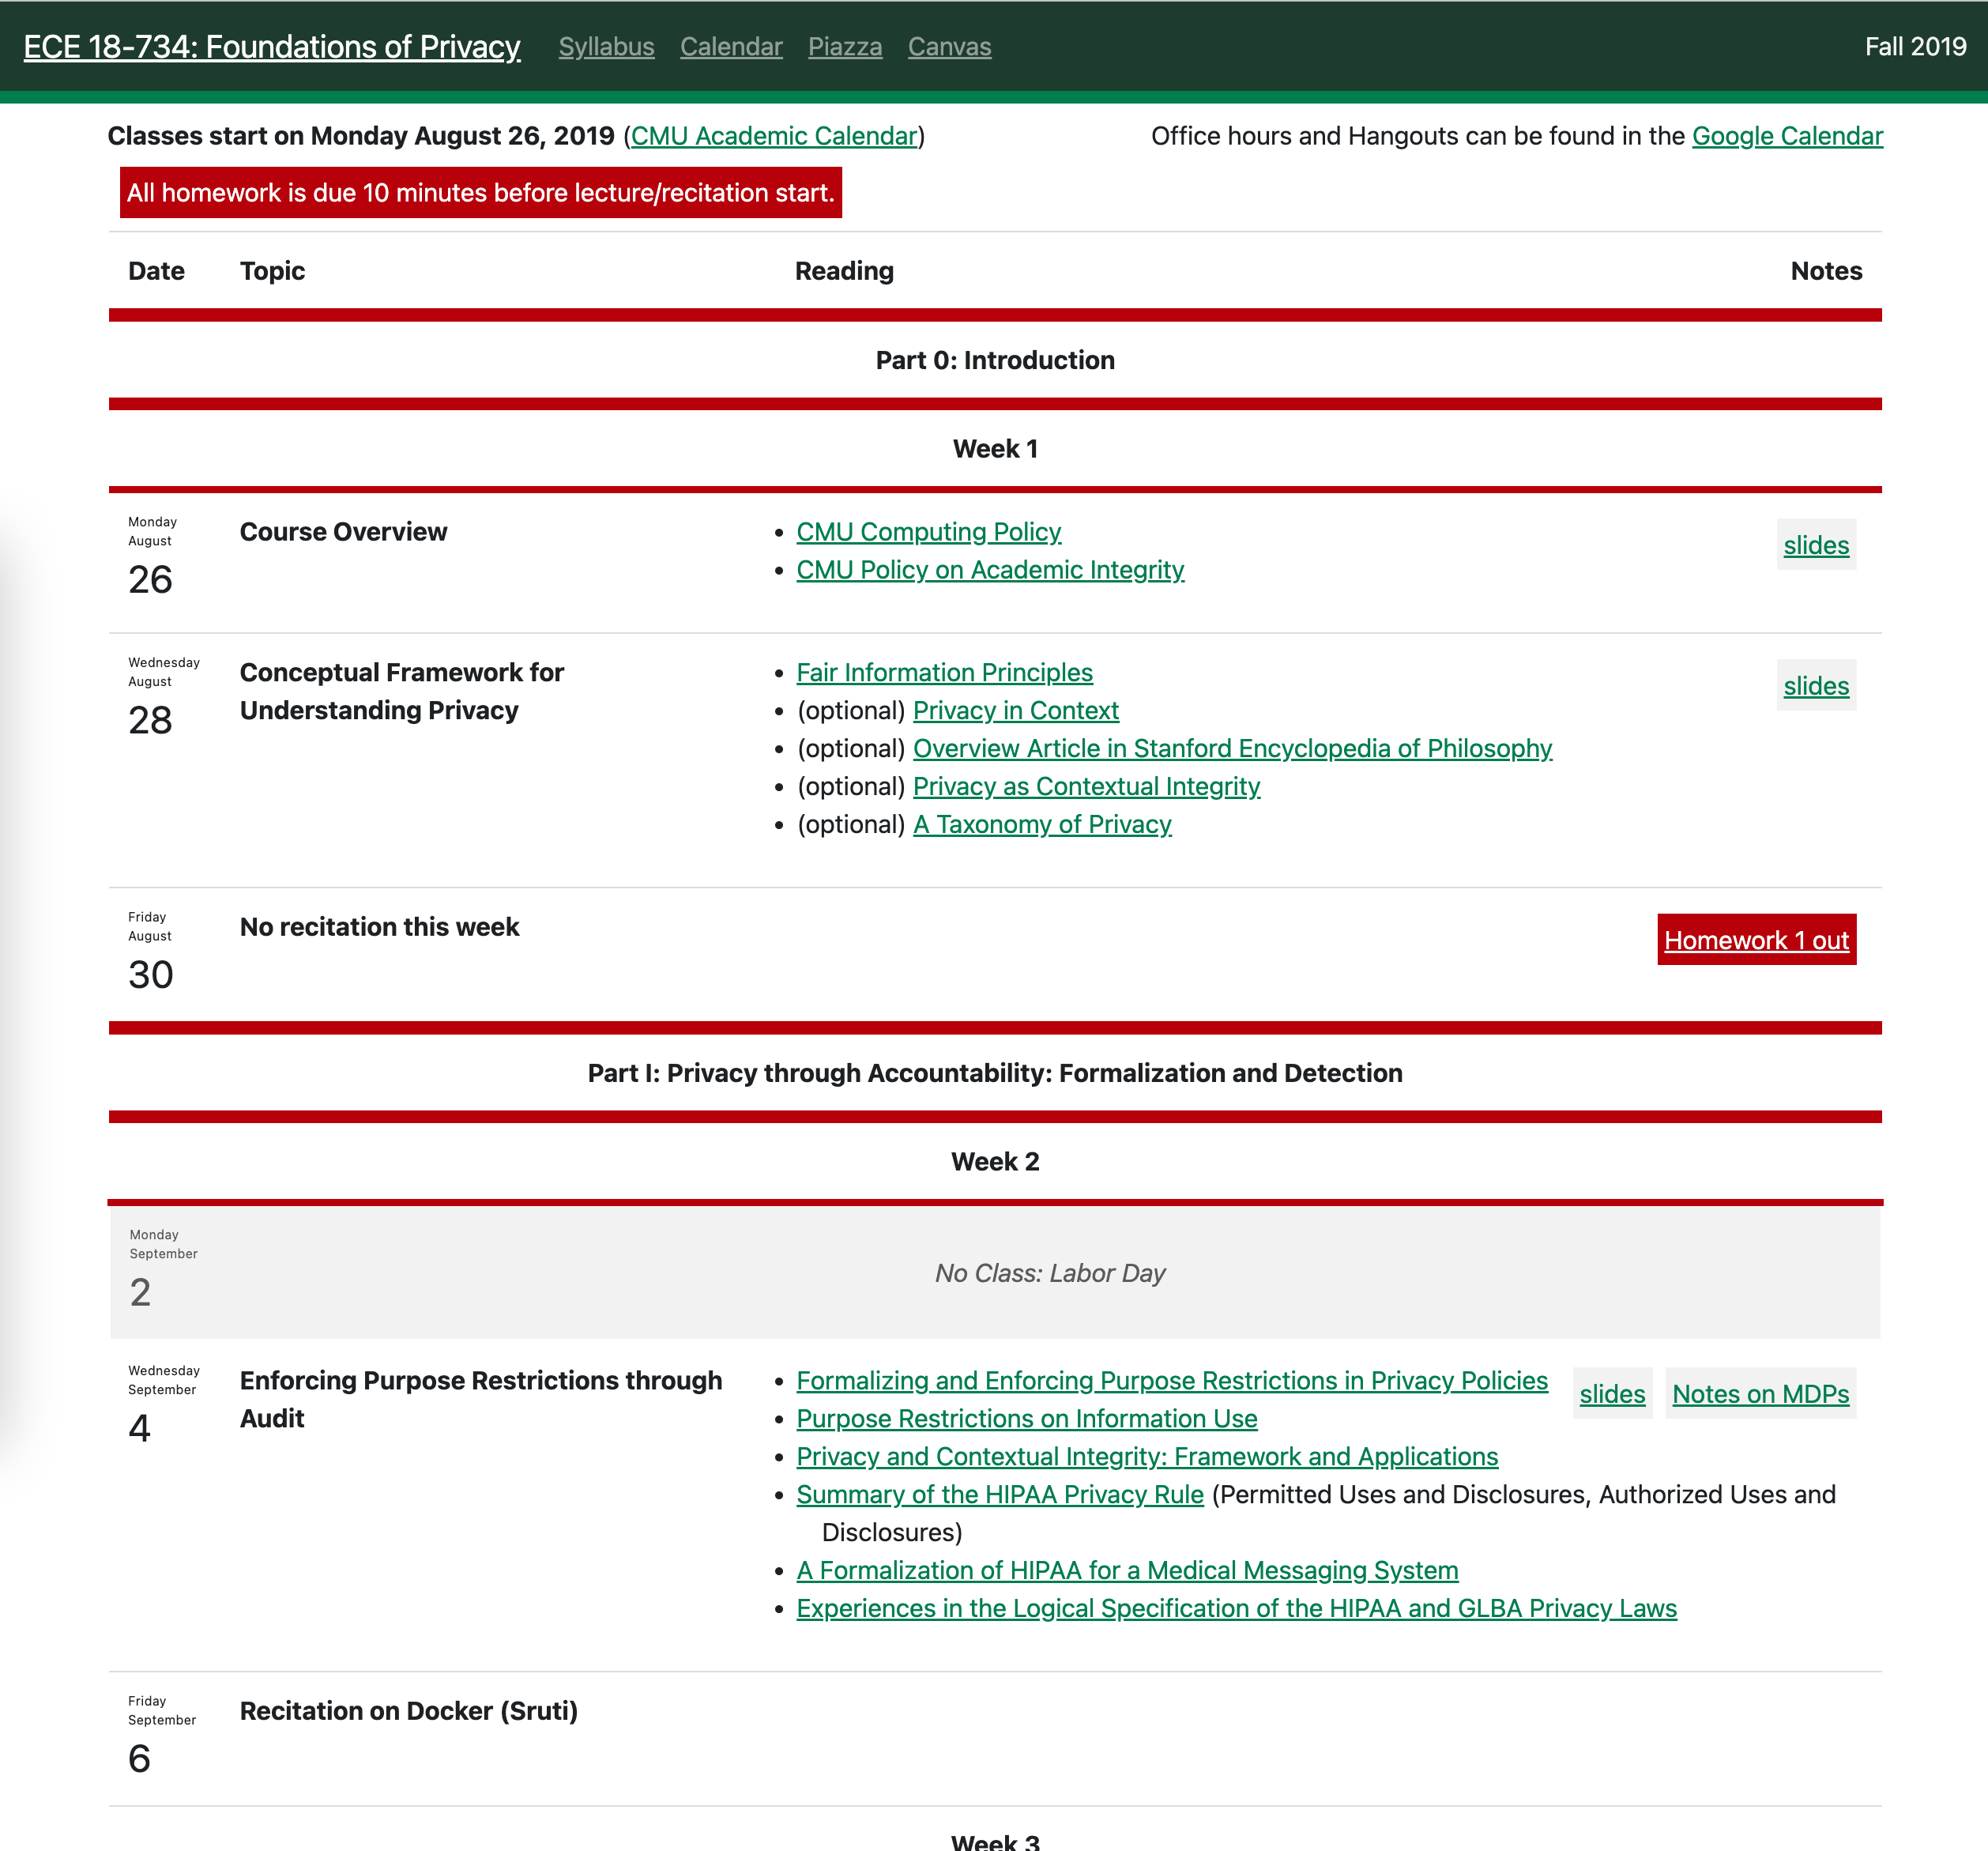 ECE 18-734: Foundations of Privacy Syllabus Calendar Piazza Canvas Fall 2019
Classes start on Monday August 26, 2019 (CMU Academic Calendar) Office hours and Hangouts can be found in the Google Calendar
All homework is due 10 minutes before lecture/recitation start.
Date Topic Reading Notes
Part 0: Introduction
Week 1
Monday
August
26
Course Overview
• CMU Computing Policy
• CMU Policy on Academic Integrity
slides
Wednesday
August
28
Conceptual Framework for
Understanding Privacy
• Fair Information Principles
• (optional) Privacy in Context
• (optional) Overview Article in Stanford Encyclopedia of Philosophy
• (optional) Privacy as Contextual Integrity
• (optional) A Taxonomy of Privacy
slides
Friday
August
30
No recitation this week
Homework 1 out
Part I: Privacy through Accountability: Formalization and Detection
Week 2
Monday
September
2
No Class: Labor Day
Wednesday
September
4
Enforcing Purpose Restrictions through
Audit
• Formalizing and Enforcing Purpose Restrictions in Privacy Policies
• Purpose Restrictions on Information Use
• Privacy and Contextual Integrity: Framework and Applications
• Summary of the HIPAA Privacy Rule (Permitted Uses and Disclosures, Authorized Uses and
Disclosures)
• A Formalization of HIPAA for a Medical Messaging System
• Experiences in the Logical Specification of the HIPAA and GLBA Privacy Laws
slides Notes on MDPs
Friday
September
6
Recitation on Docker (Sruti)
Week 3